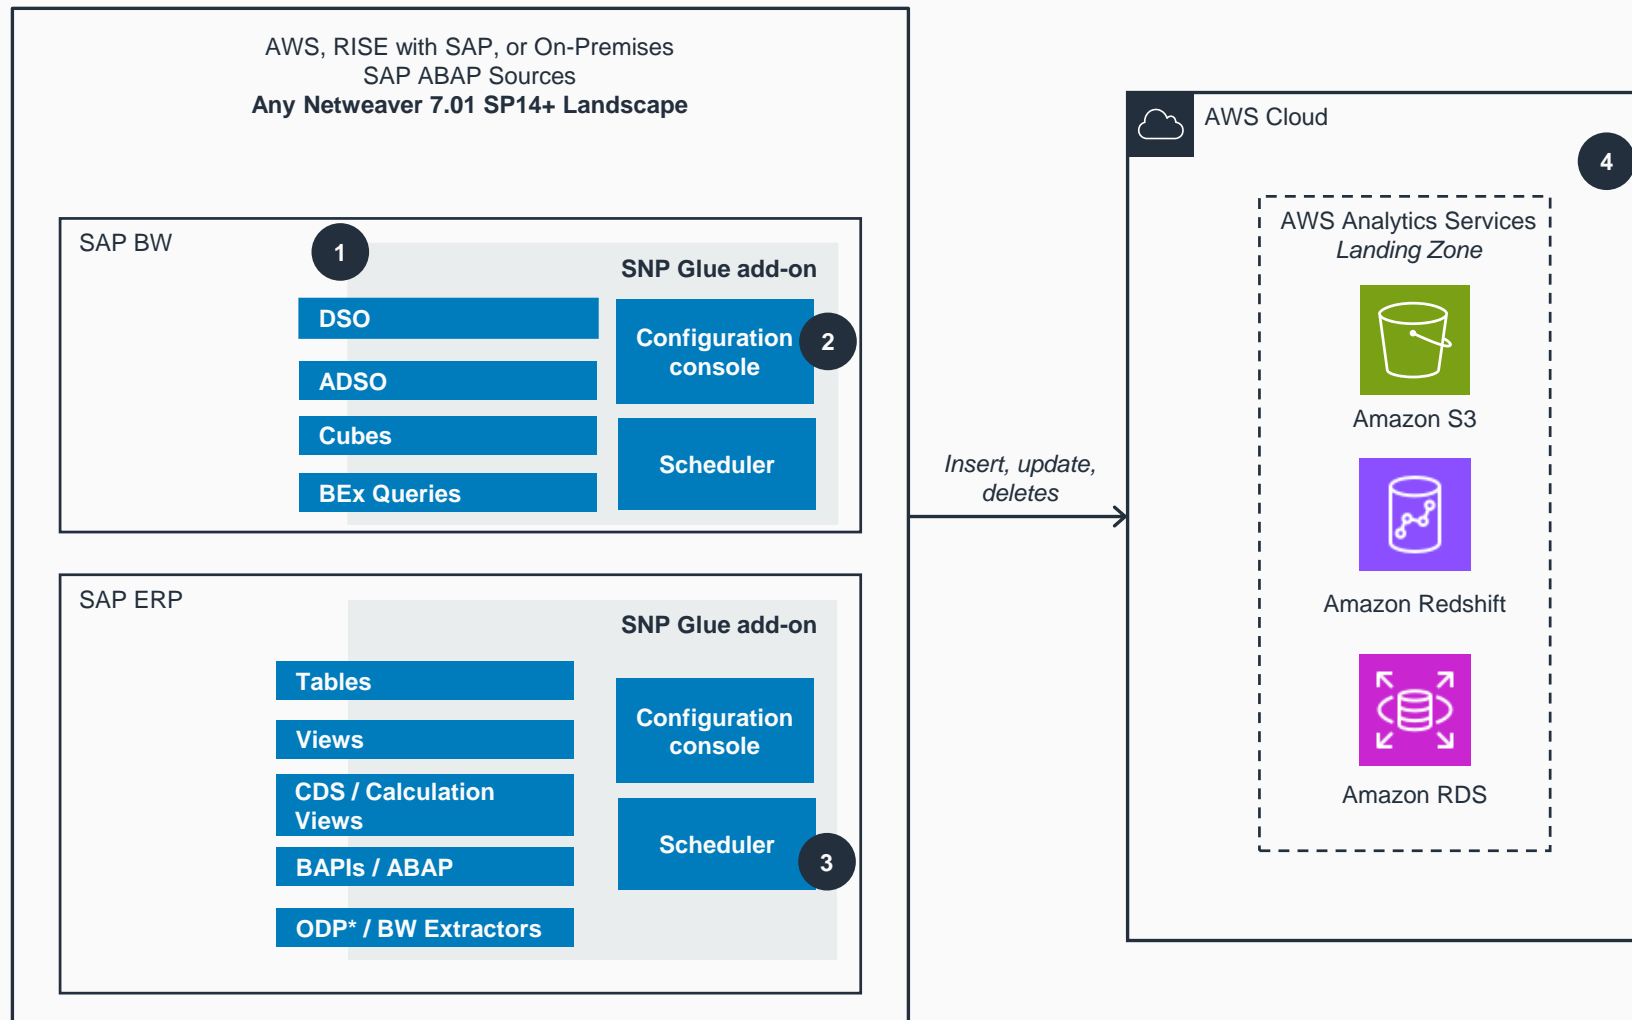 AWS, RISE with SAP, or On-Premises
SAP ABAP Sources
Any Netweaver 7.01 SP14+ Landscape
SAP BW
1
SNP Glue add-on
DSO
ADSO
Cubes
BEx Queries
Configuration
console
2
Scheduler
SAP ERP
SNP Glue add-on
Tables
Views
CDS / Calculation
Views
BAPIs / ABAP
ODP* / BW Extractors
Configuration
console
Scheduler
3
Insert, update,
deletes
AWS Cloud
4
AWS Analytics Services
Landing Zone
Amazon S3
Amazon Redshift
Amazon RDS